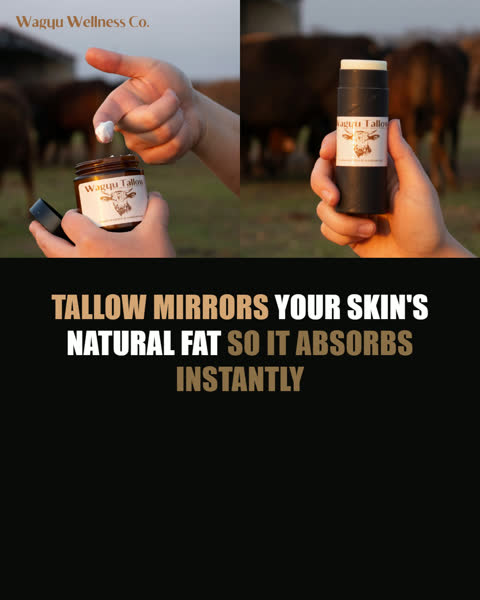 Wagyu Wellness Co.
Wagyu Tallow
Wagyu Tallow
TALLOW MIRRORS YOUR SKIN'S
NATURAL FAT SO IT ABSORBS
INSTANTLY